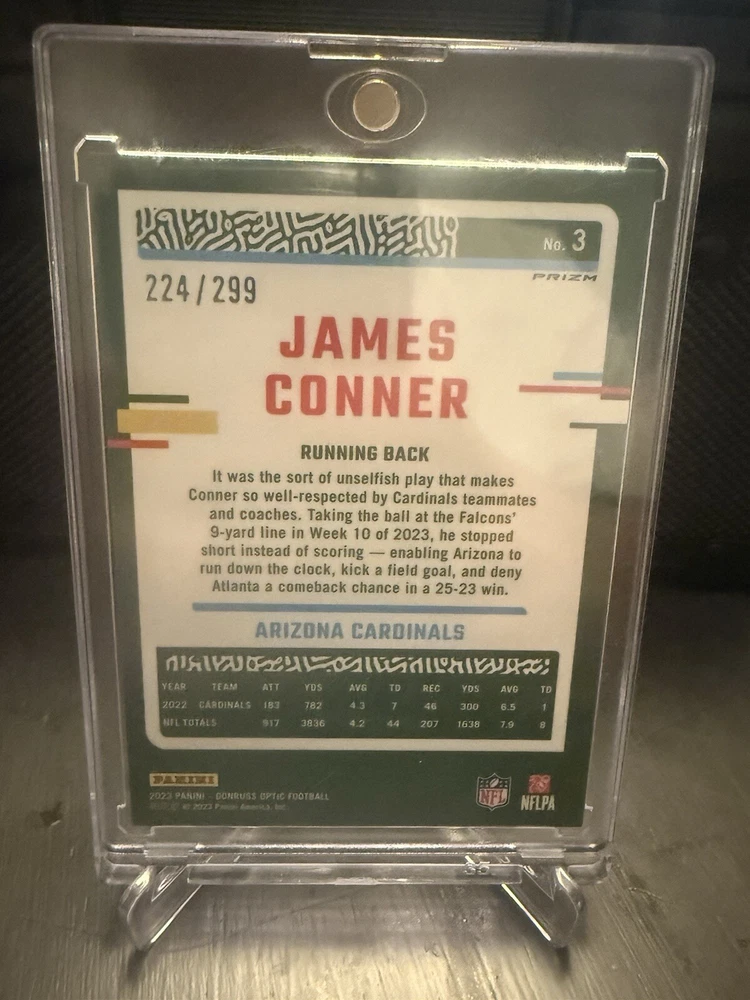 No. 3
PRIZM
224/299
JAMES
CONNER
RUNNING BACK
It was the sort of unselfish play that makes
Conner so well-respected by Cardinals teammates
and coaches. Taking the ball at the Falcons'
9-yard line in Week 10 of 2023, he stopped
short instead of scoring — enabling Arizona to
run down the clock, kick a field goal, and deny
Atlanta a comeback chance in a 25-23 win.
ARIZONA CARDINALS
YEAR TEAM ATT YDS AVG TD REC YDS AVG TD
2022 CARDINALS 183 782 4.3 7 46 300 6.5 1
NFL TOTALS 917 3836 4.2 44 207 1638 7.9 8
PANINI
2023 PANINI - DONRUSS OPTIC FOOTBALL
© 2023 Panini America, Inc.
NFL
NFLPA
35